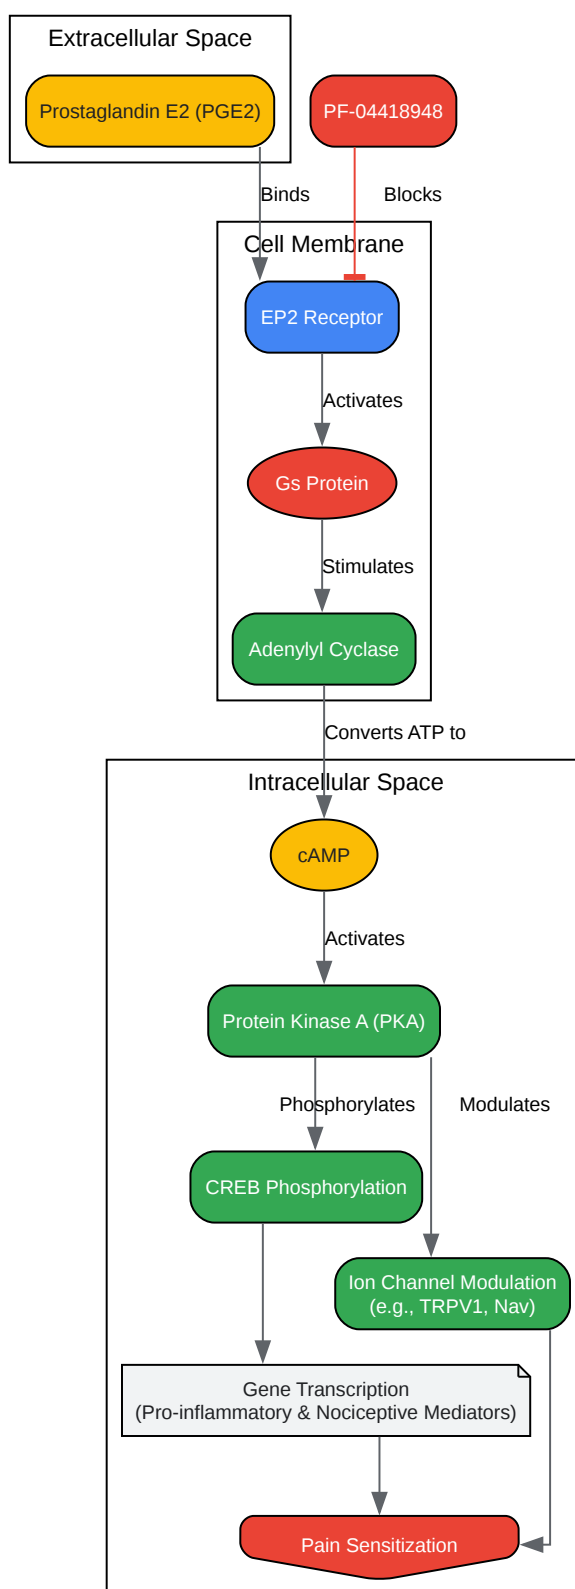 Extracellular Space
Prostaglandin E2 (PGE2)
PF-04418948
Binds
Blocks
Cell Membrane
EP2 Receptor
Activates
Gs Protein
Stimulates
Adenylyl Cyclase
Converts ATP to
Intracellular Space
cAMP
Activates
Protein Kinase A (PKA)
Phosphorylates
Modulates
CREB Phosphorylation
Ion Channel Modulation
(e.g., TRPV1, Nav)
Gene Transcription
(Pro-inflammatory & Nociceptive Mediators)
Pain Sensitization